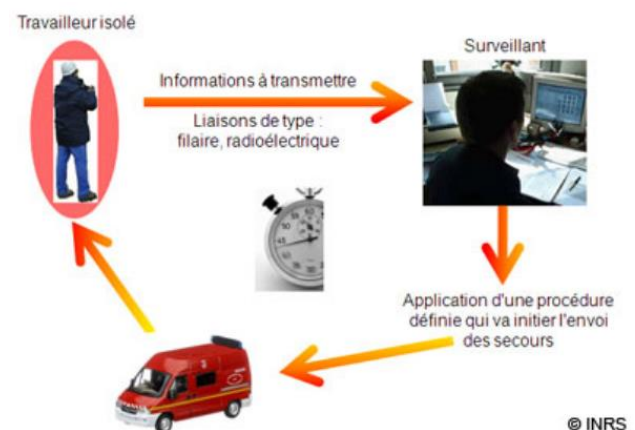 Travailleur isolé
Surveillant
Informations à transmettre
Liaisons de type :
filaire, radioélectrique
Application d'une procédure
définie qui va initier l'envoi
des secours
© INRS